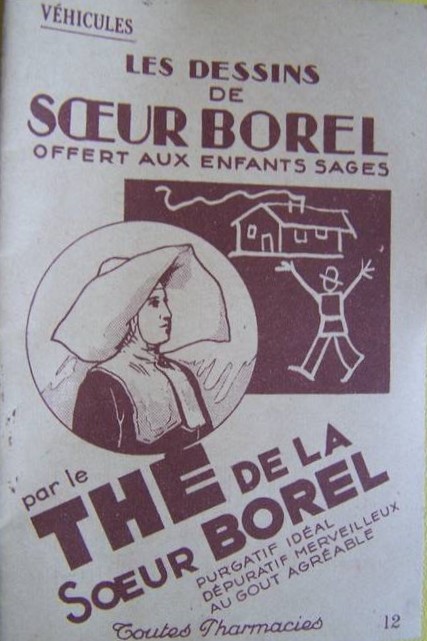 VÉHICULES
LES DESSINS
DE
SŒUR BOREL
OFFERT AUX ENFANTS SAGES
par le
THÉ DE LA
SŒUR BOREL
PURGATIF IDÉAL
DÉPURATIF MERVEILLEUX
AU GOUT AGRÉABLE
Toutes Pharmacies
12